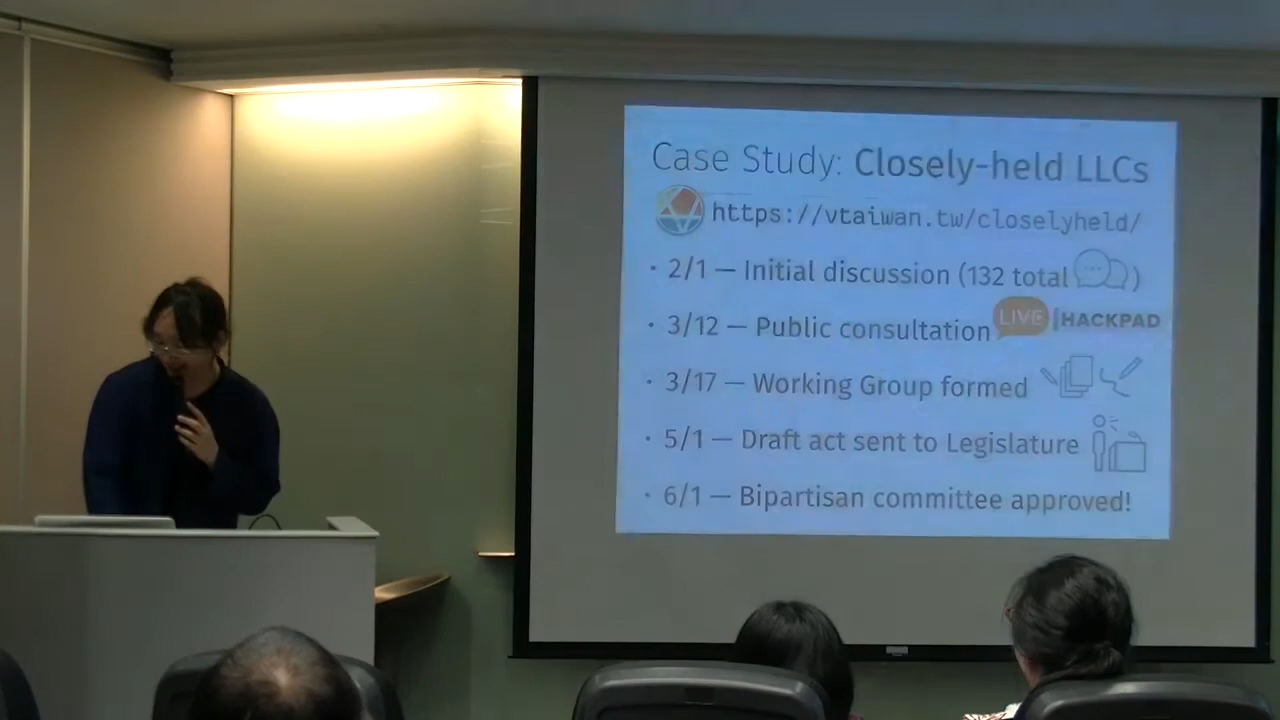 Case Study: Closely-held LLCs
https://vtaiwan.tw/closelyheld/
• 2/1 — Initial discussion (132 total )
• 3/12 — Public consultation LIVE HACKPAD
• 3/17 — Working Group formed
• 5/1 — Draft act sent to Legislature
• 6/1 — Bipartisan committee approved!